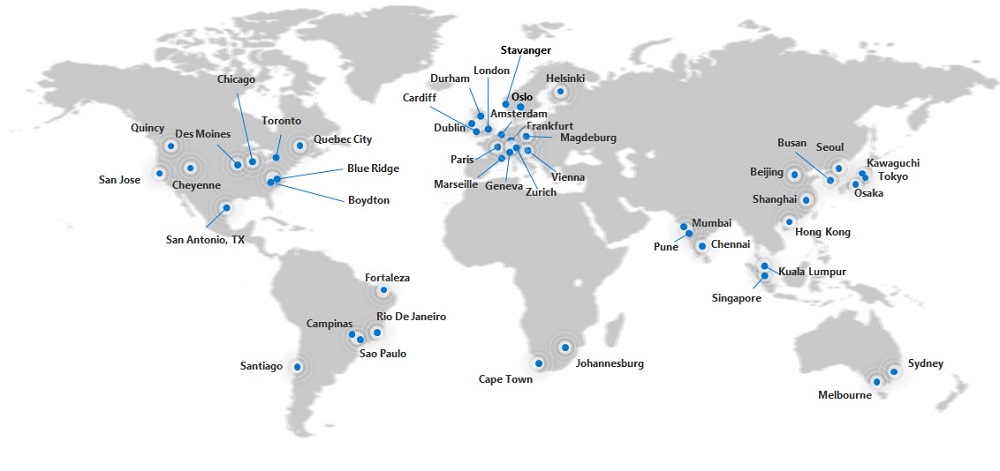 Stavanger
London
Durham
Helsinki
Chicago
Cardiff
Oslo
Amsterdam
Toronto
Dublin
Frankfurt
Quincy
Des Moines
Quebec City
Magdeburg
Busan
Seoul
Paris
Kawaguchi
Blue Ridge
Beijing
Tokyo
San Jose
Cheyenne
Marseille
Geneva
Zurich
Vienna
Osaka
Boydton
Shanghai
Mumbai
San Antonio, TX
Pune
Chennai
Hong Kong
Kuala Lumpur
Fortaleza
Singapore
Rio De Janeiro
Campinas
Sao Paulo
Santiago
Johannesburg
Sydney
Cape Town
Melbourne